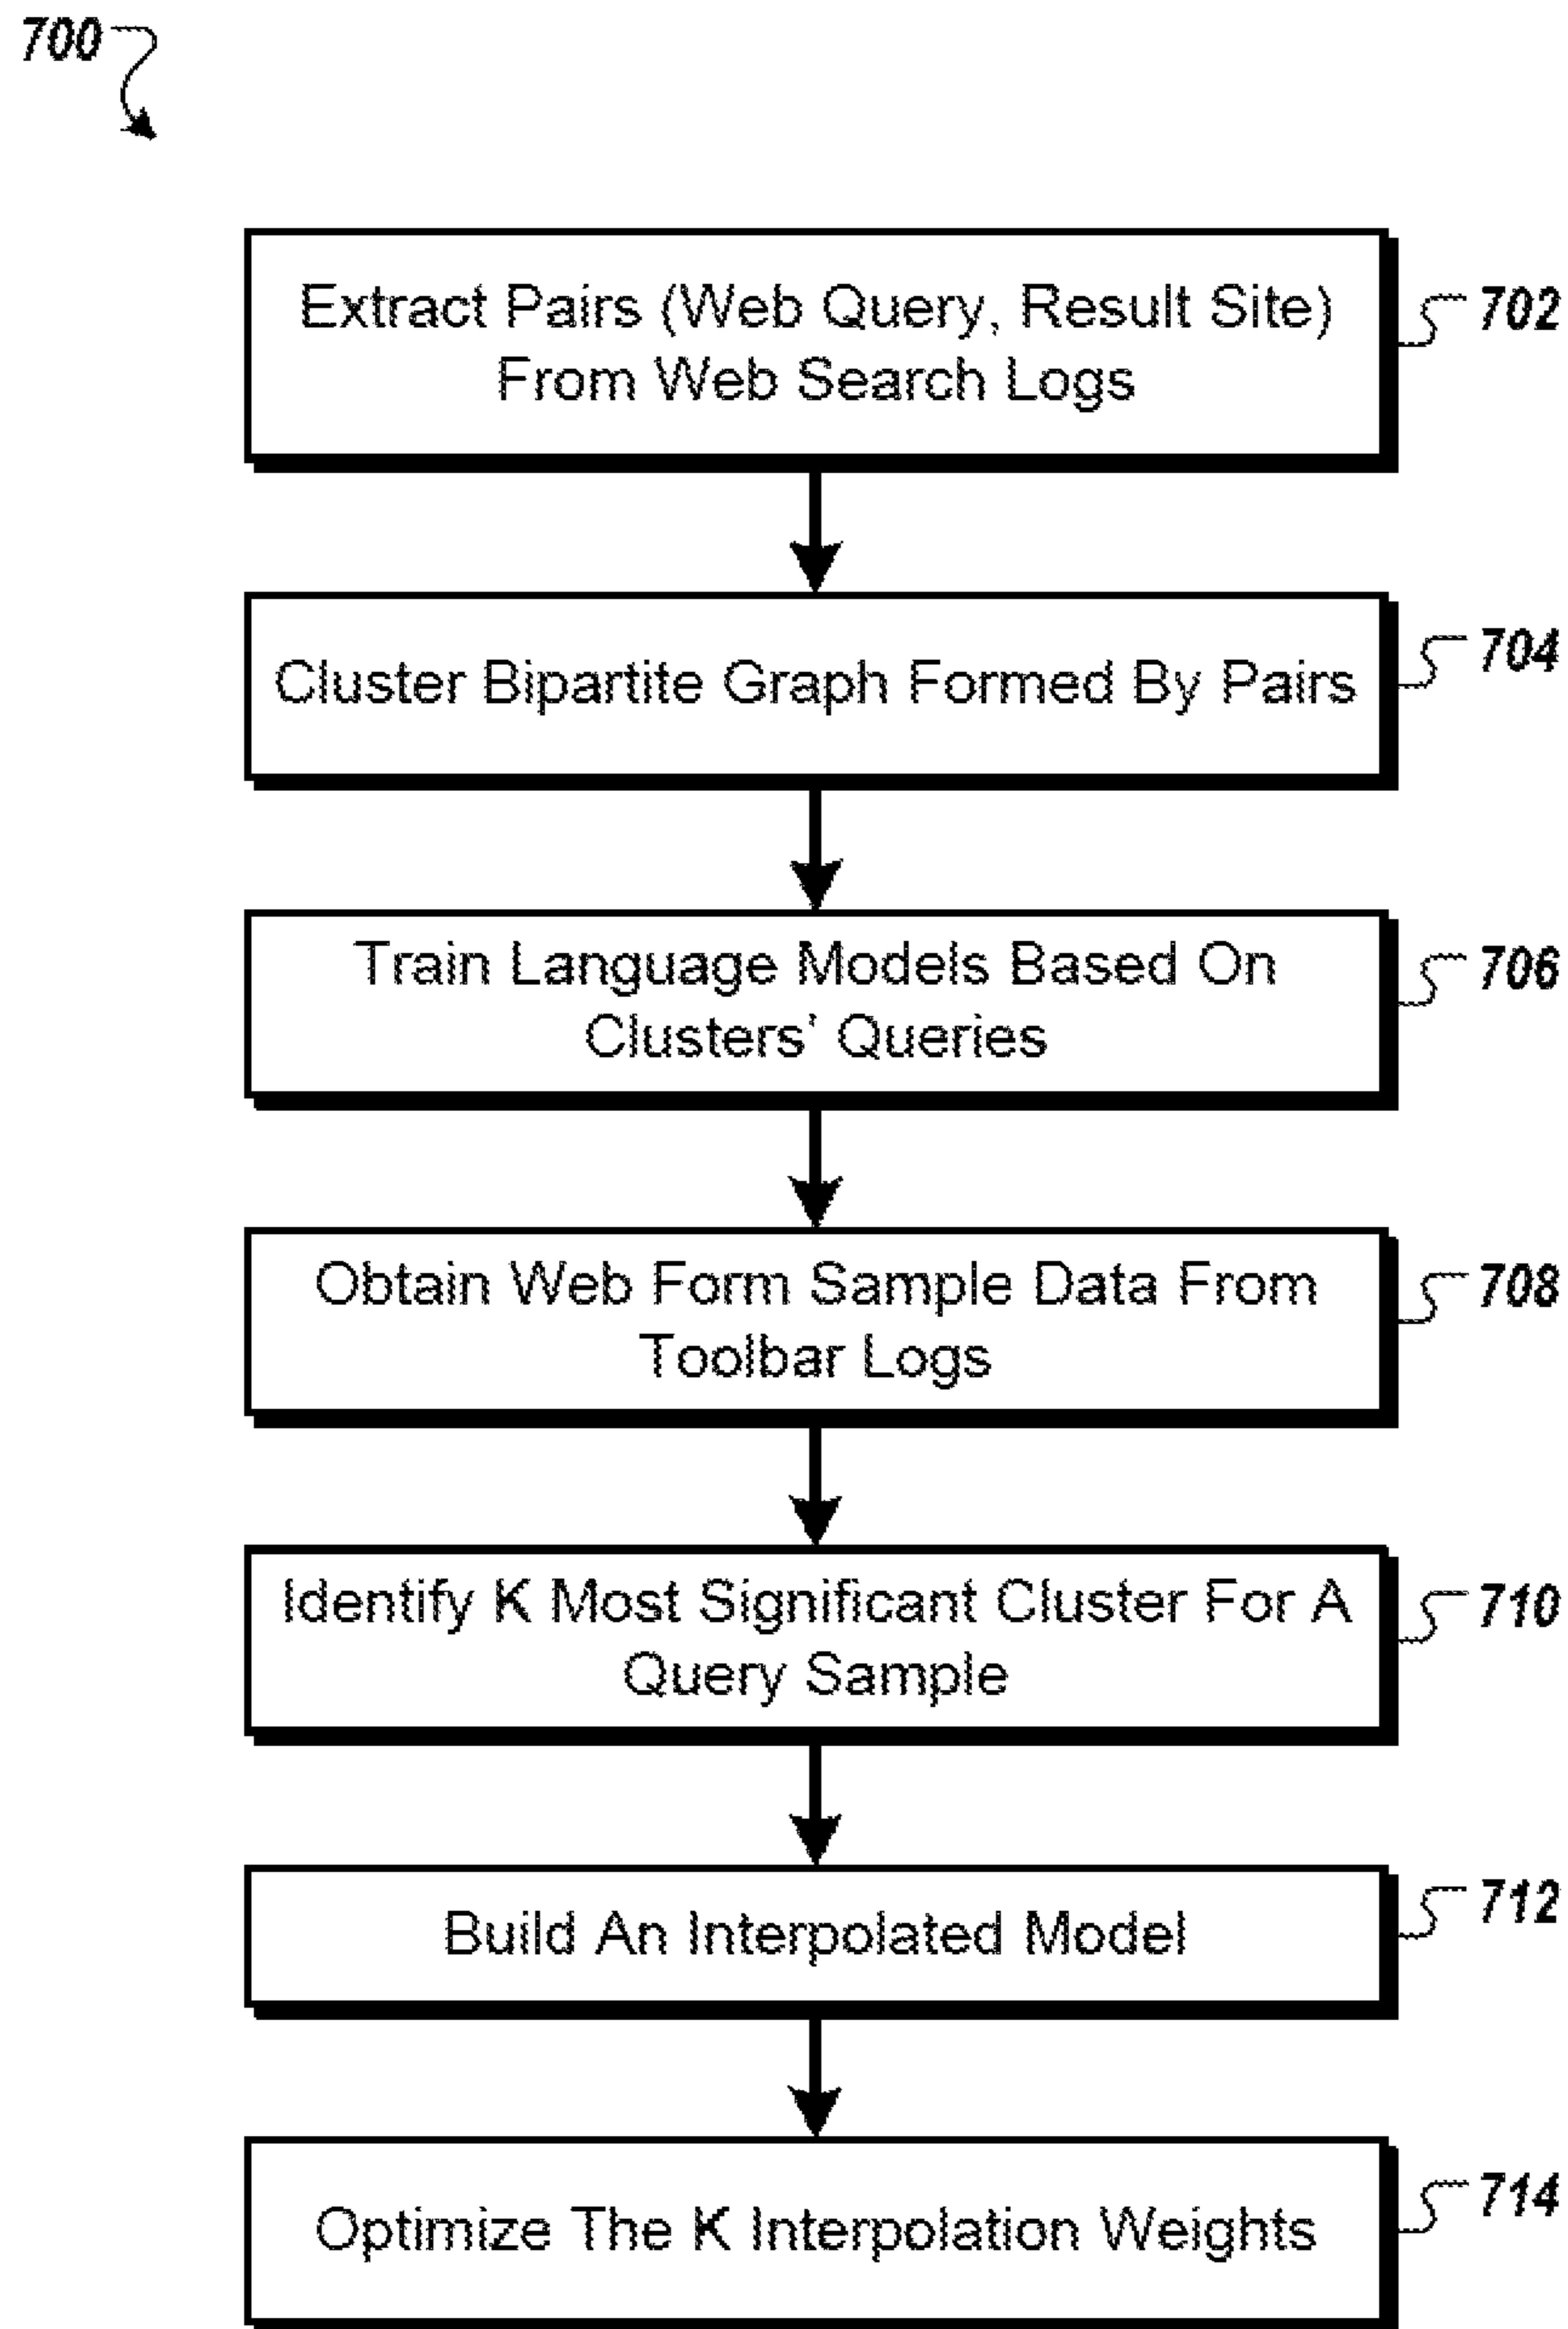 700
Extract Pairs (Web Query, Result Site)
From Web Search Logs
702
Cluster Bipartite Graph Formed By Pairs
704
Train Language Models Based On
Clusters' Queries
706
Obtain Web Form Sample Data From
Toolbar Logs
708
Identify K Most Significant Cluster For A
Query Sample
710
Build An Interpolated Model
712
Optimize The K Interpolation Weights
714